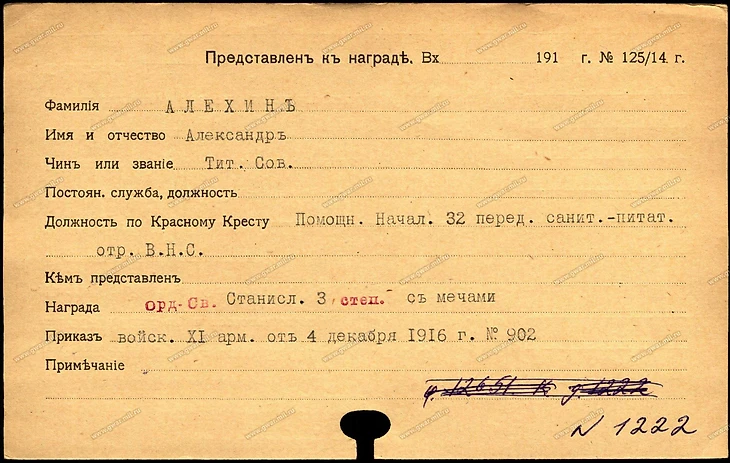 Представленъ къ наградѣ. Вх 191 г. № 125/14. г.
Фамилія АЛЕХИНЪ
Имя и отчество Александръ
Чинъ или званіе Тит. Сов.
Постоян. служба, должность
Должность по Красному Кресту Помощн. Начал. 32 перед. санит.-питат.
отр. В.Н.С.
Кѣмъ представленъ
Награда орд. Св. Станисл. 3 степ. съ мечами
Приказъ войск. XI арм. отъ 4 декабря 1916 г. № 902
Примѣчаніе
ф. 12651. д. 1222
N 1222